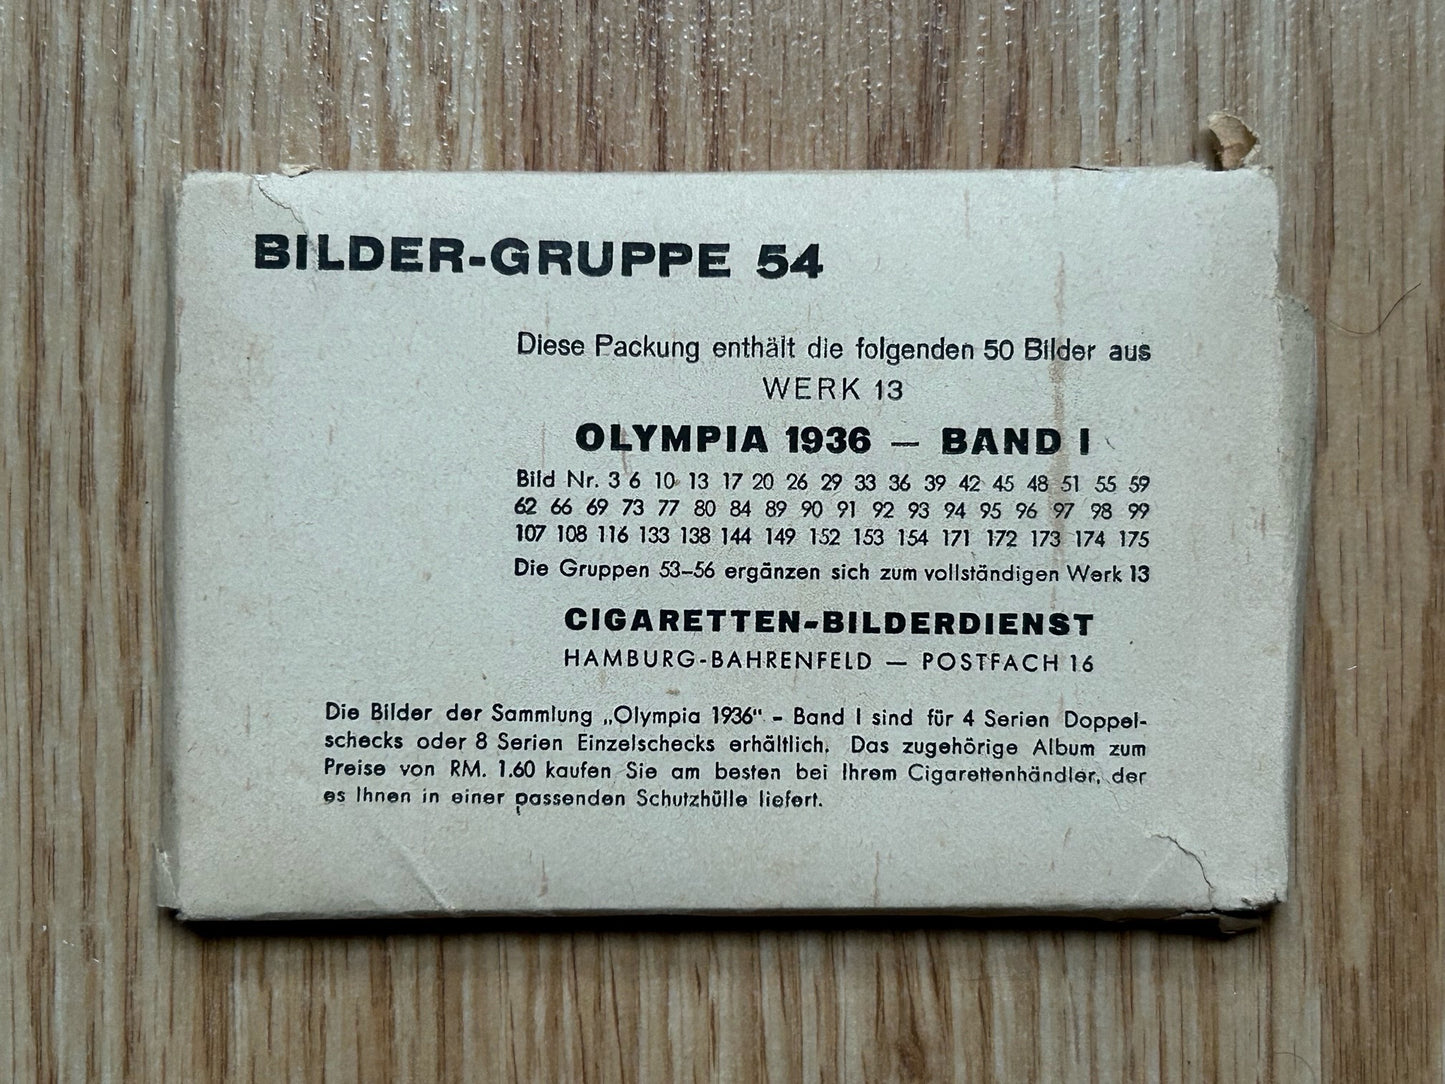 BILDER-GRUPPE 54
Diese Packung enthält die folgenden 50 Bilder aus
WERK 13
OLYMPIA 1936 — BAND I
Bild Nr. 3 6 10 13 17 20 26 29 33 36 39 42 45 48 51 55 59
62 66 69 73 77 80 84 89 90 91 92 93 94 95 96 97 98 99
107 108 116 133 138 144 149 152 153 154 171 172 173 174 175
Die Gruppen 53–56 ergänzen sich zum vollständigen Werk 13
CIGARETTEN-BILDERDIENST
HAMBURG-BAHRENFELD — POSTFACH 16
Die Bilder der Sammlung „Olympia 1936" - Band I sind für 4 Serien Doppel-
schecks oder 8 Serien Einzelschecks erhältlich. Das zugehörige Album zum
Preise von RM. 1.60 kaufen Sie am besten bei Ihrem Cigarettenhändler, der
es Ihnen in einer passenden Schutzhülle liefert.